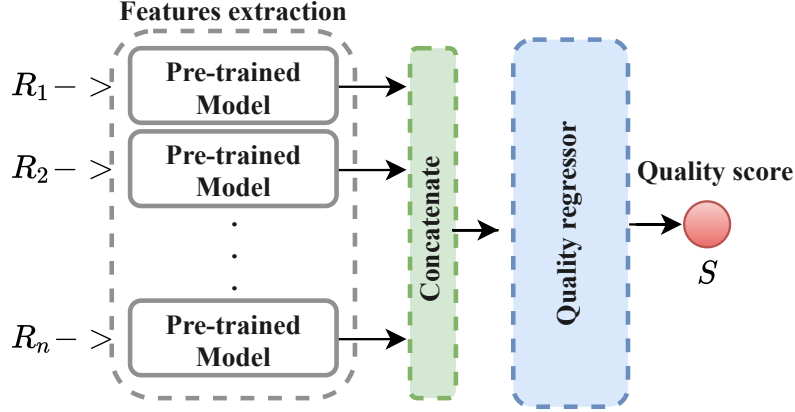 Features extraction
R₁− >
Pre-trained
Model
R₂− >
Pre-trained
Model
.
.
.
Rₙ− >
Pre-trained
Model
Concatenate
Quality regressor
Quality score
S